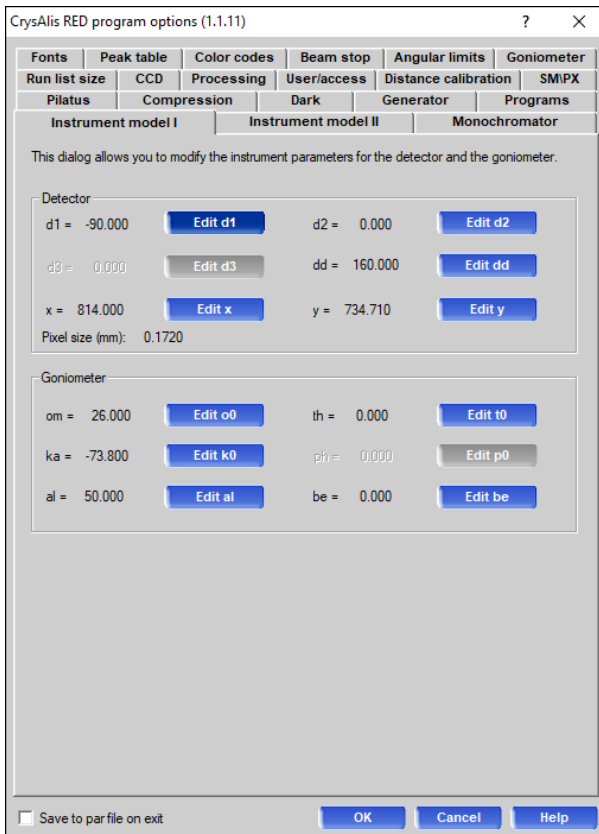 CrysAlis RED program options (1.1.11) ? ×
Fonts Peak table Color codes Beam stop Angular limits Goniometer
Run list size CCD Processing User/access Distance calibration SM\PX
Pilatus Compression Dark Generator Programs
Instrument model I Instrument model II Monochromator
This dialog allows you to modify the instrument parameters for the detector and the goniometer.
Detector
d1 = -90.000 Edit d1 d2 = 0.000 Edit d2
d3 = 0.000 Edit d3 dd = 160.000 Edit dd
x = 814.000 Edit x y = 734.710 Edit y
Pixel size (mm): 0.1720
Goniometer
om = 26.000 Edit o0 th = 0.000 Edit t0
ka = -73.800 Edit k0 ph = 0.000 Edit p0
al = 50.000 Edit al be = 0.000 Edit be
Save to par file on exit OK Cancel Help